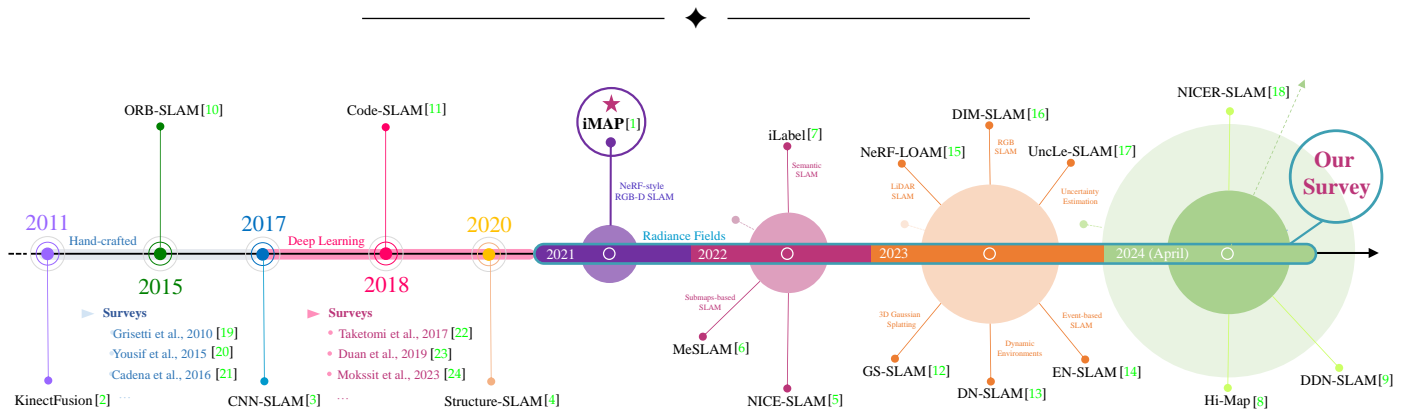 ORB-SLAM[10]
Code-SLAM[11]
iMAP[1]
iLabel[7]
DIM-SLAM[16]
NICER-SLAM[18]
NeRF-LOAM[15]
UncLe-SLAM[17]
RGB
SLAM
Semantic
SLAM
LiDAR
SLAM
Uncertainty
Estimation
NeRF-style
RGB-D SLAM
Our
Survey
2011
2017
2020
Hand-crafted
Deep Learning
Radiance Fields
2021
2022
2023
2024 (April)
2015
2018
Surveys
Grisetti et al., 2010 [19]
Yousif et al., 2015 [20]
Cadena et al., 2016 [21]
...
Surveys
Taketomi et al., 2017 [22]
Duan et al., 2019 [23]
Mokssit et al., 2023 [24]
...
Submaps-based
SLAM
3D Gaussian
Splatting
Event-based
SLAM
Dynamic
Environments
MeSLAM[6]
GS-SLAM[12]
EN-SLAM[14]
DDN-SLAM[9]
KinectFusion[2]
CNN-SLAM[3]
Structure-SLAM[4]
NICE-SLAM[5]
DN-SLAM[13]
Hi-Map[8]